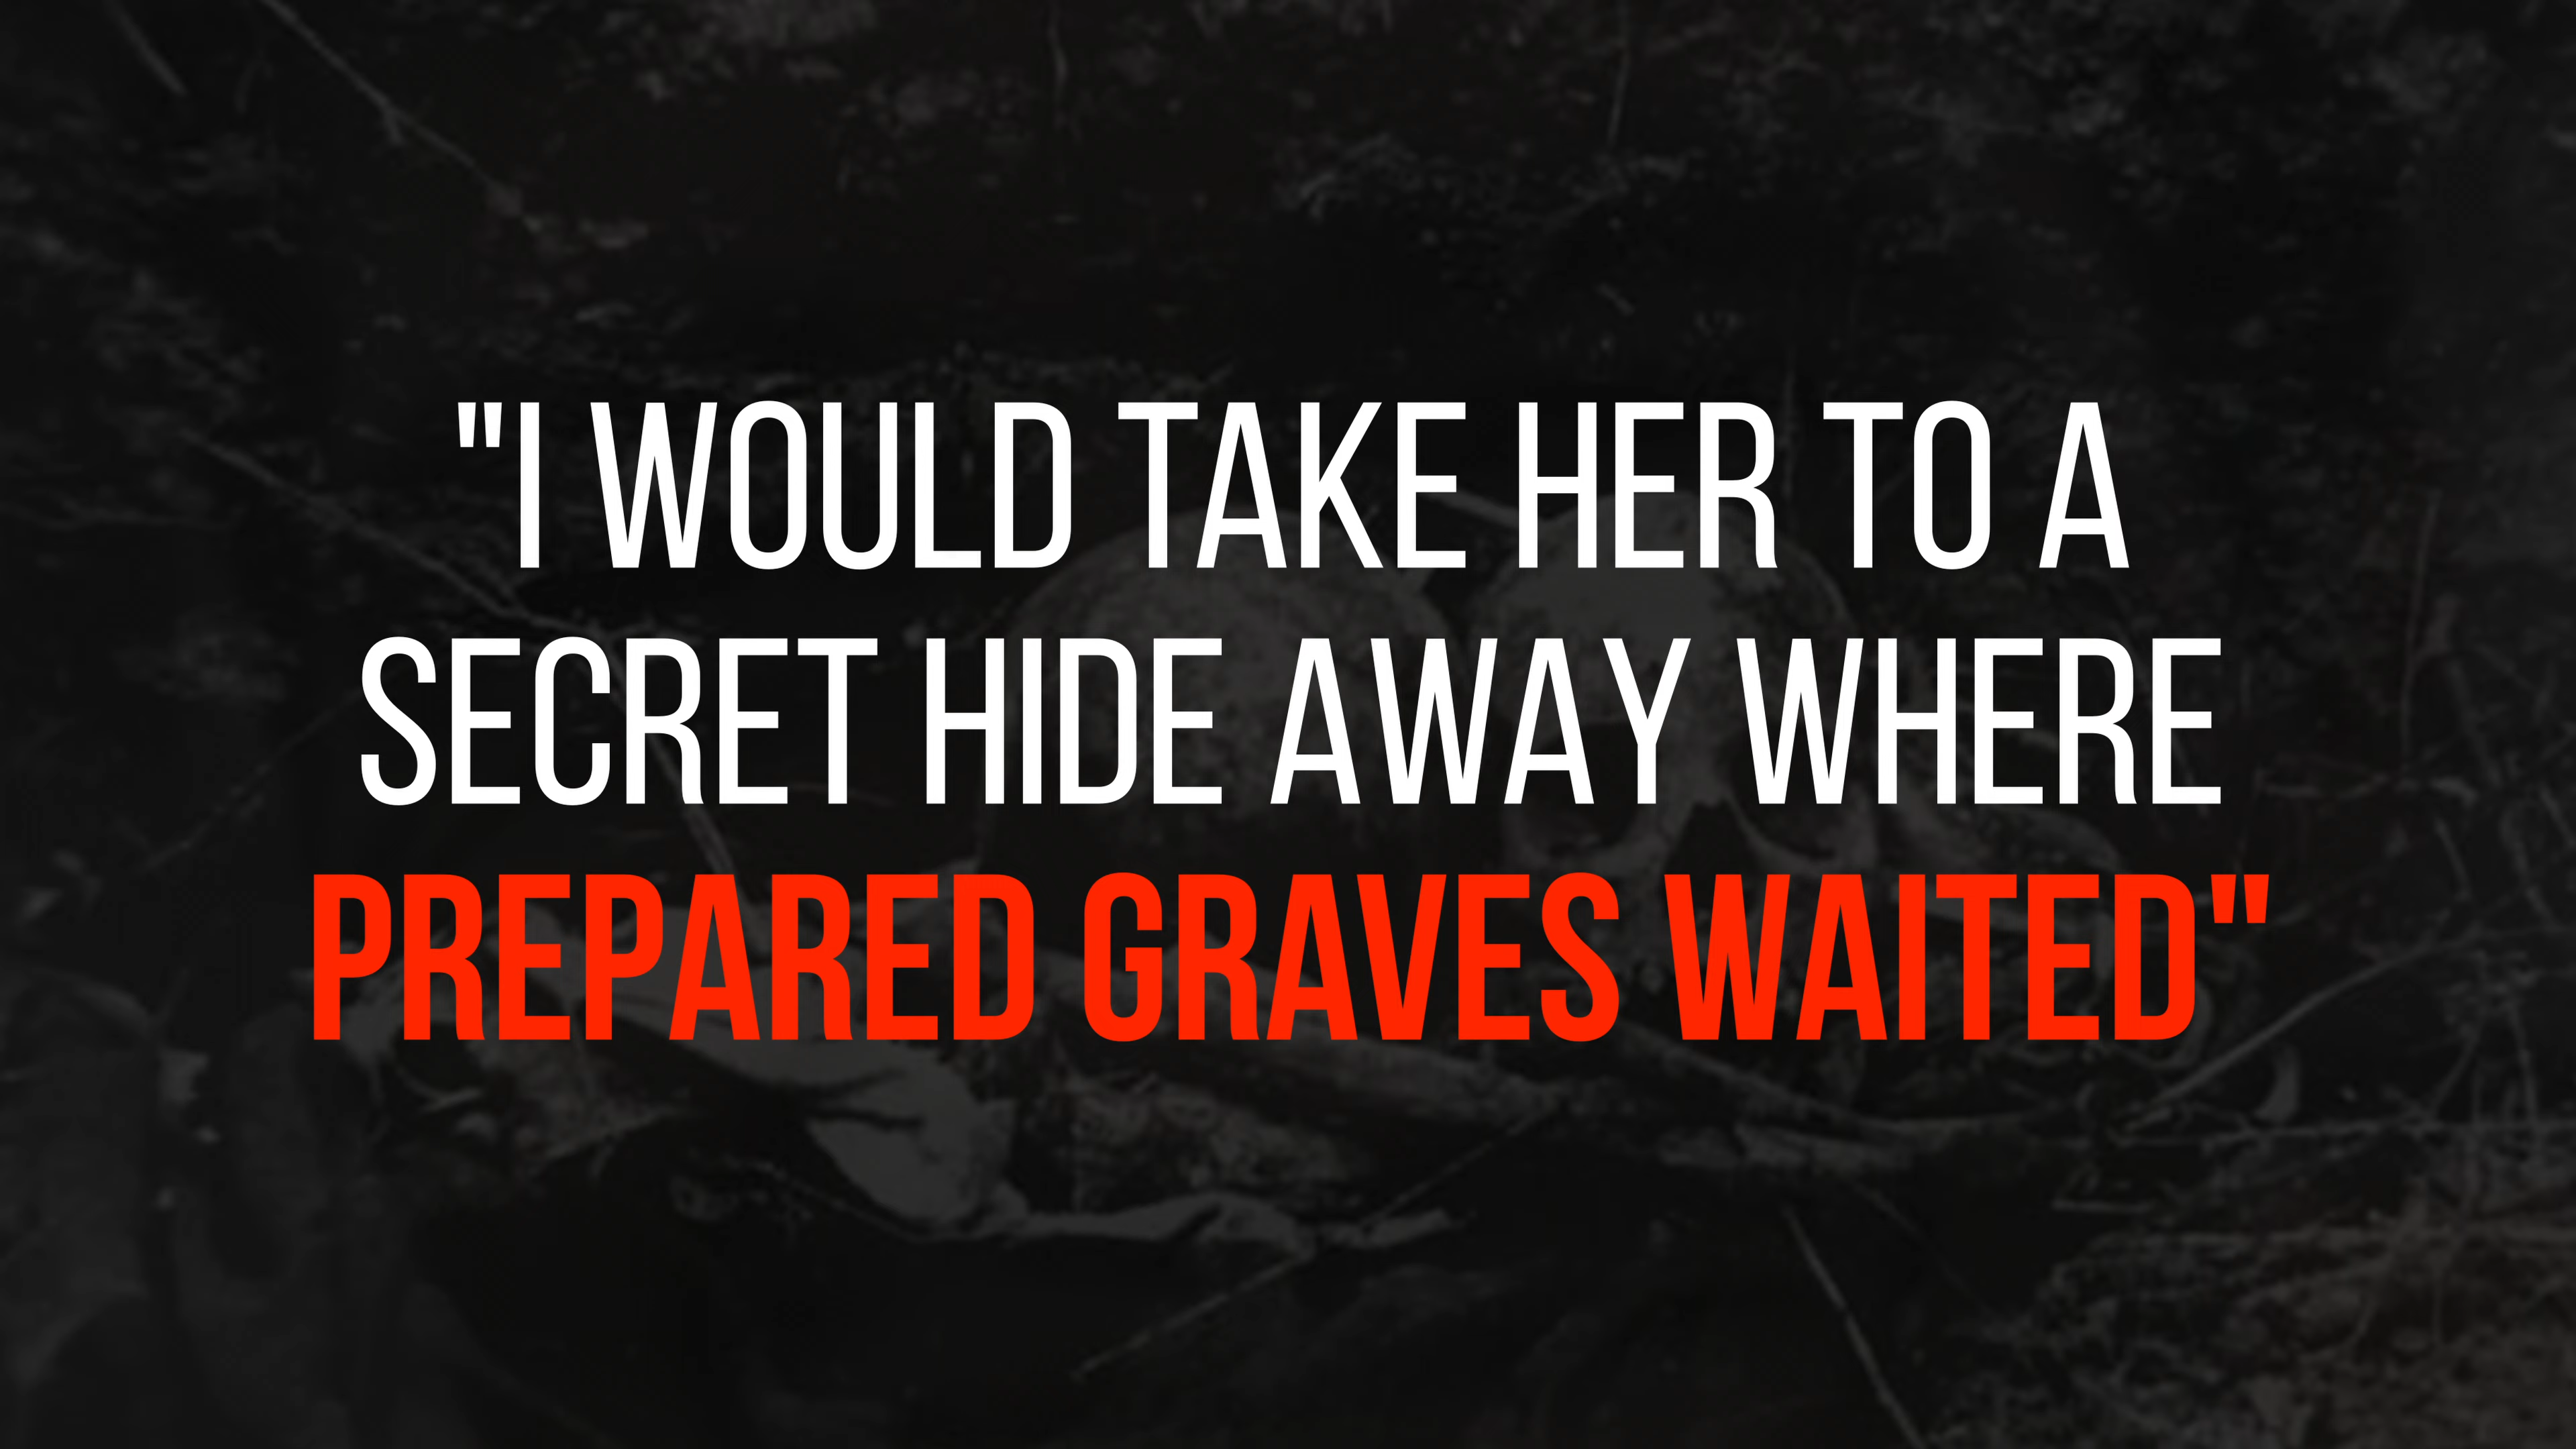 "I WOULD TAKE HER TO A
SECRET HIDE AWAY WHERE
PREPARED GRAVES WAITED"